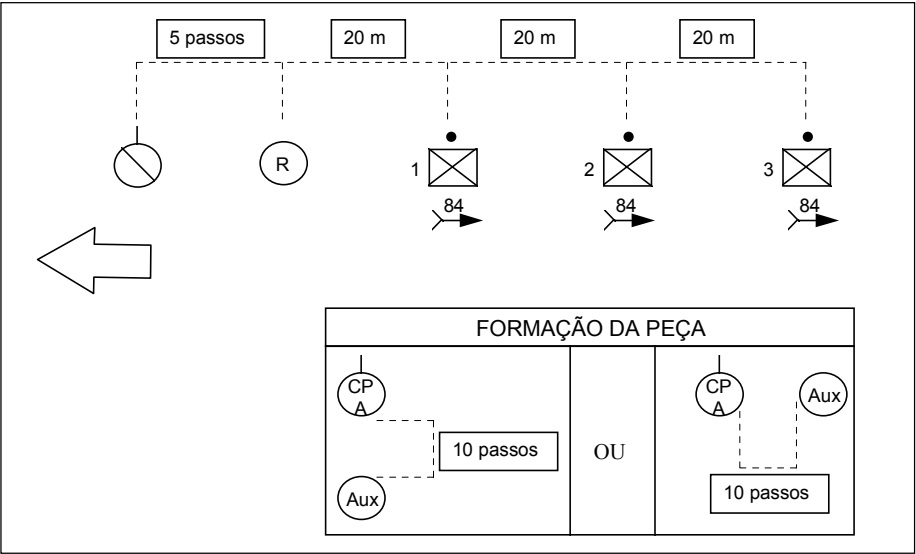 5 passos 20 m 20 m 20 m
R
1 2 3
84 84 84
FORMAÇÃO DA PEÇA
CP
A
10 passos
Aux
OU
CP
A
Aux
10 passos